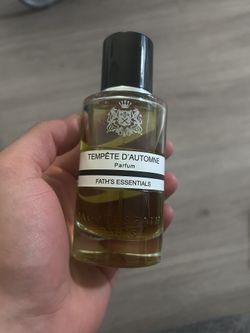 TEMPÊTE D'AUTOMNE
Parfum
FATH'S ESSENTIALS